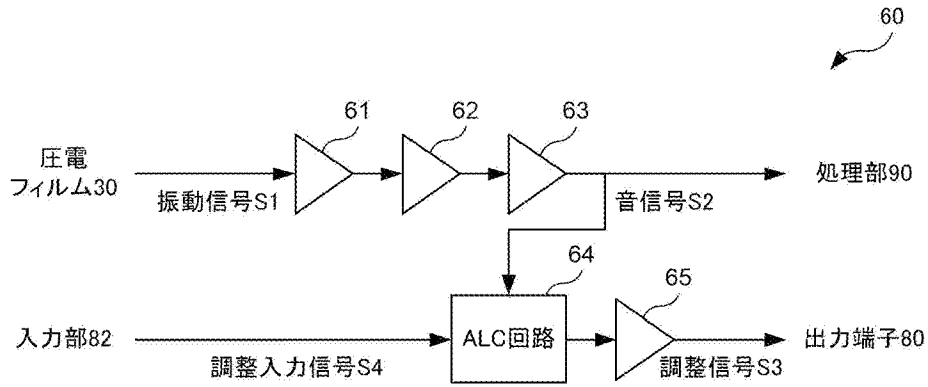 60
61
62
63
圧電
フィルム30
振動信号S1
音信号S2
処理部90
64
65
入力部82
調整入力信号S4
ALC回路
調整信号S3
出力端子80